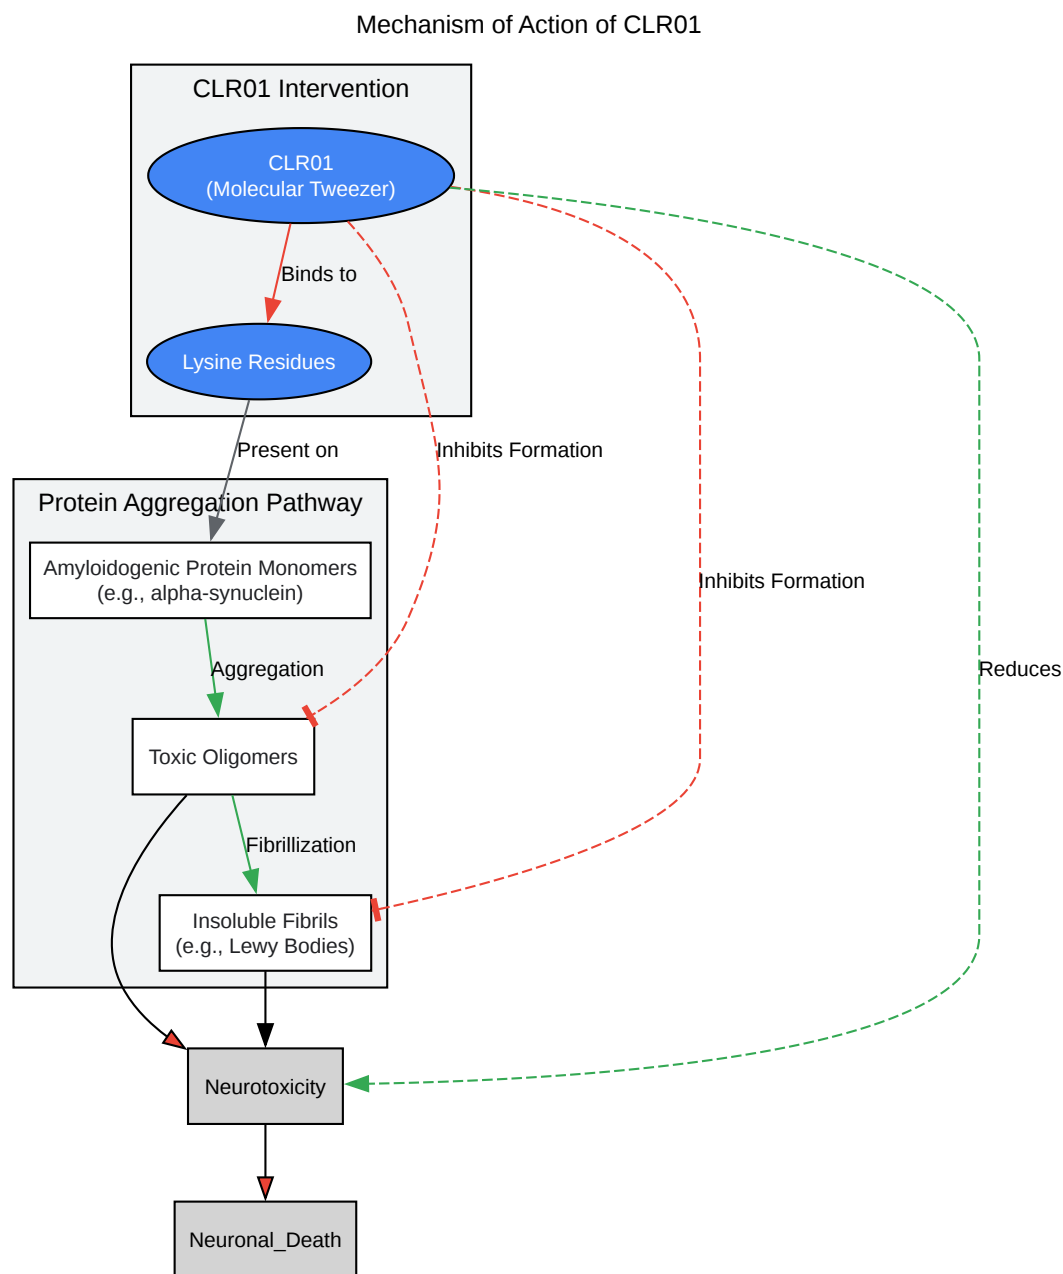 Mechanism of Action of CLR01
CLR01 Intervention
CLR01
(Molecular Tweezer)
Binds to
Lysine Residues
Present on
Inhibits Formation
Protein Aggregation Pathway
Amyloidogenic Protein Monomers
(e.g., alpha-synuclein)
Inhibits Formation
Aggregation
Reduces
Toxic Oligomers
Fibrillization
Insoluble Fibrils
(e.g., Lewy Bodies)
Neurotoxicity
Neuronal_Death